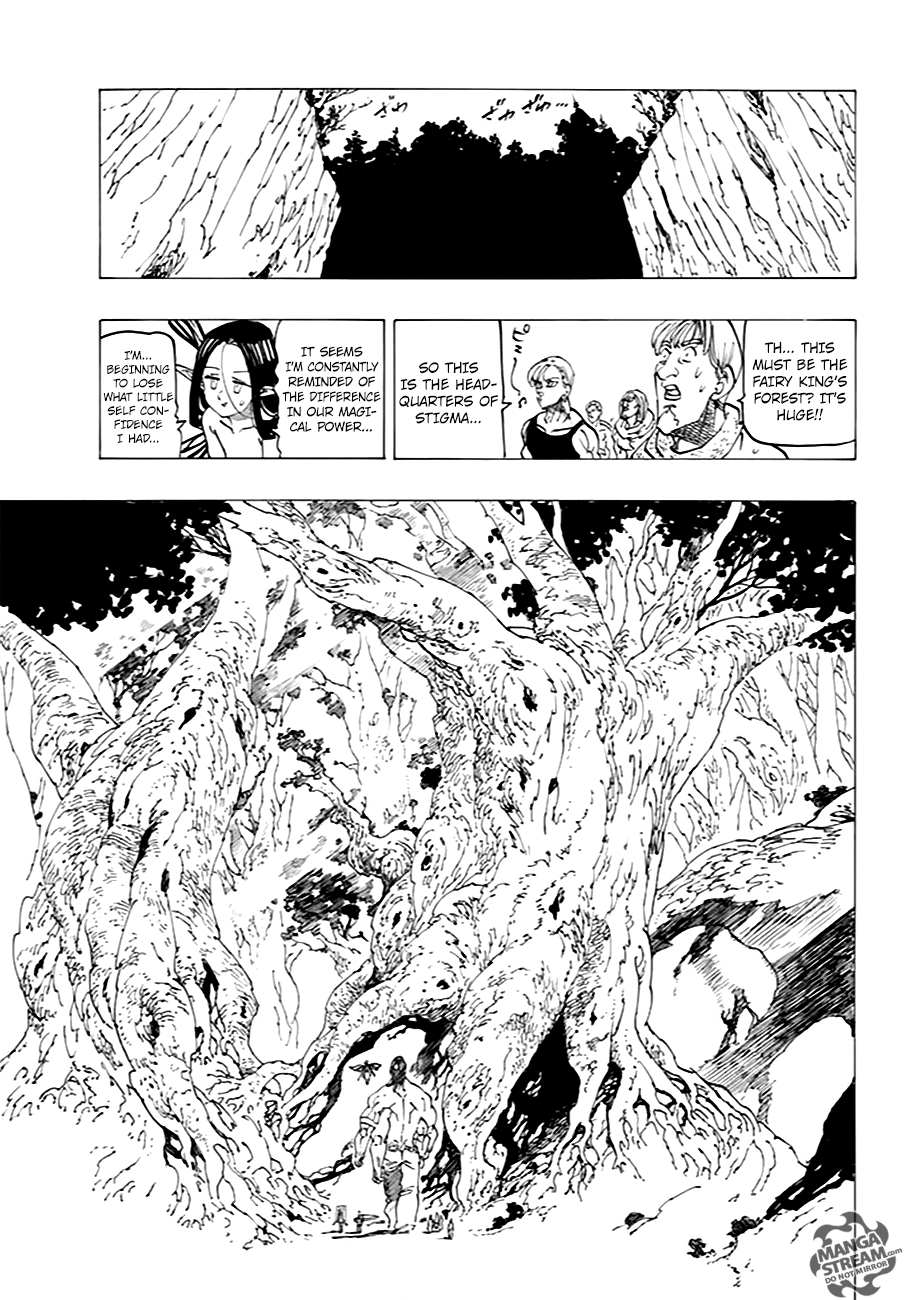 ざわ
ざわ…
TH... THIS
MUST BE THE
FAIRY KING'S
FOREST? IT'S
HUGE!!
SO THIS
IS THE HEAD-
QUARTERS OF
STIGMA...
IT SEEMS
I'M CONSTANTLY
REMINDED OF
THE DIFFERENCE
IN OUR MAGI-
CAL POWER...
I'M...
BEGINNING
TO LOSE
WHAT LITTLE
SELF CON-
FIDENCE
I HAD...
MANGA
STREAM.com
DO NOT MIRROR